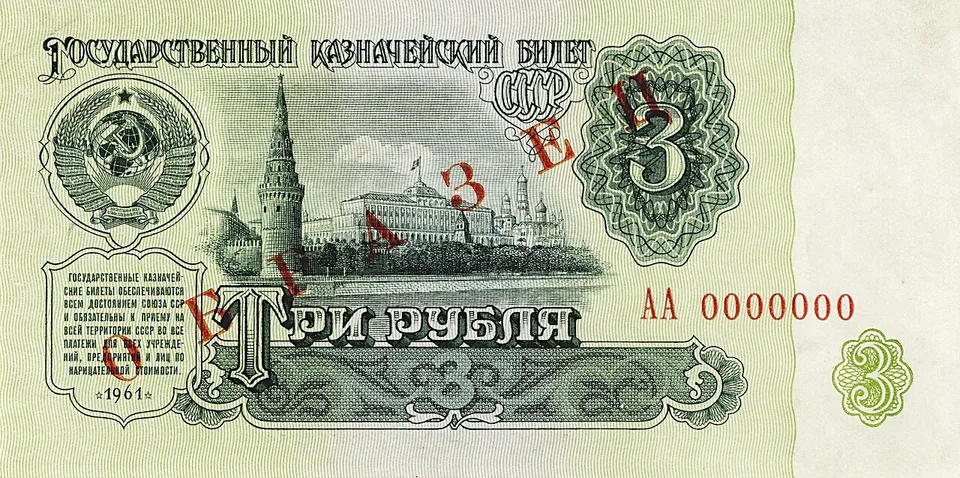 ГОСУДАРСТВЕННЫЙ КАЗНАЧЕЙСКИЙ БИЛЕТ
СССР
3
ОБРАЗЕЦ
ГОСУДАРСТВЕННЫЕ КАЗНАЧЕЙ-
СКИЕ БИЛЕТЫ ОБЕСПЕЧИВАЮТСЯ
ВСЕМ ДОСТОЯНИЕМ СОЮЗА ССР
И ОБЯЗАТЕЛЬНЫ К ПРИЕМУ НА
ВСЕЙ ТЕРРИТОРИИ СССР ВО ВСЕ
ПЛАТЕЖИ ДЛЯ ВСЕХ УЧРЕЖДЕ-
НИЙ, ПРЕДПРИЯТИЙ И ЛИЦ ПО
НАРИЦАТЕЛЬНОЙ СТОИМОСТИ.
☆1961☆
ТРИ РУБЛЯ
АА 0000000
3
3